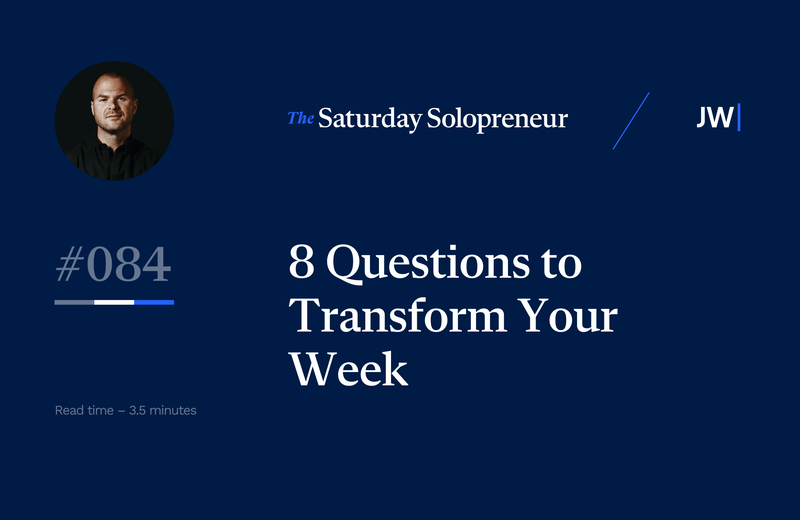 The Saturday Solopreneur
JW
#084
8 Questions to
Transform Your
Week
Read time – 3.5 minutes